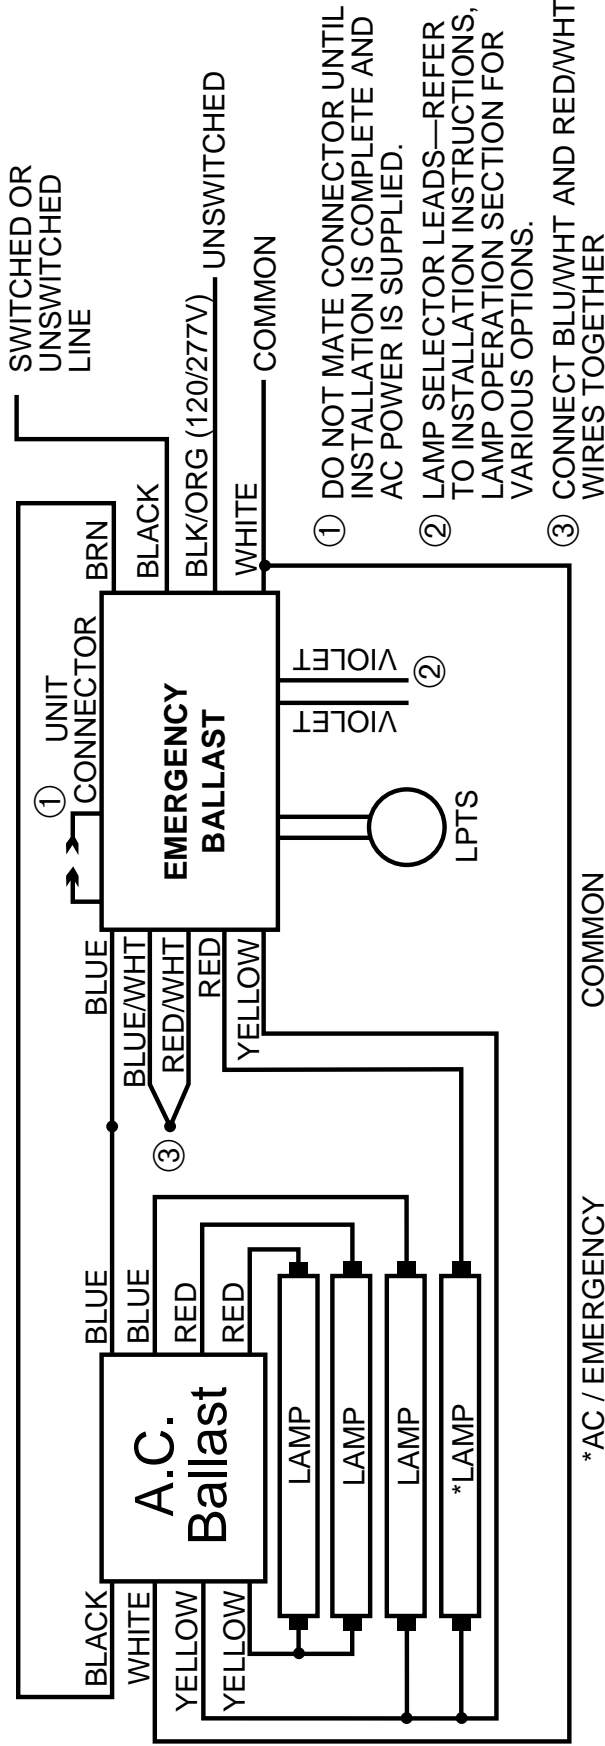 BLACK
WHITE
YELLOW
YELLOW
A.C.
Ballast
BLUE
BLUE
RED
RED
LAMP
LAMP
LAMP
*LAMP
BLUE
BLUE/WHT
RED/WHT
RED
YELLOW
③
①
UNIT
CONNECTOR
EMERGENCY
BALLAST
LPTS
VIOLET
VIOLET
②
BRN
BLACK
BLK/ORG (120/277V)
WHITE
SWITCHED OR
UNSWITCHED
LINE
UNSWITCHED
COMMON
① DO NOT MATE CONNECTOR UNTIL
INSTALLATION IS COMPLETE AND
AC POWER IS SUPPLIED.
② LAMP SELECTOR LEADS—REFER
TO INSTALLATION INSTRUCTIONS,
LAMP OPERATION SECTION FOR
VARIOUS OPTIONS.
③ CONNECT BLU/WHT AND RED/WHT
WIRES TOGETHER
*AC / EMERGENCY
COMMON